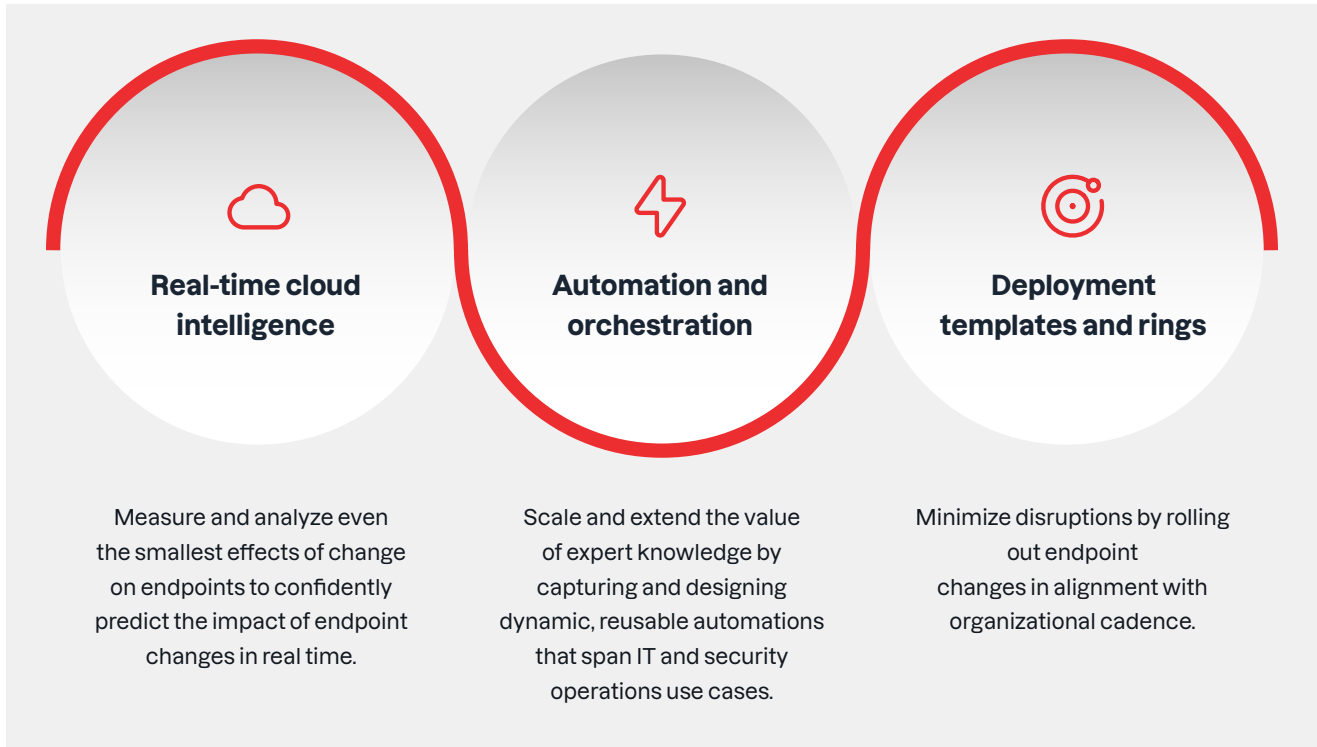 Real-time cloud
intelligence
Automation and
orchestration
Deployment
templates and rings
Measure and analyze even
the smallest effects of change
on endpoints to confidently
predict the impact of endpoint
changes in real time.
Scale and extend the value
of expert knowledge by
capturing and designing
dynamic, reusable automations
that span IT and security
operations use cases.
Minimize disruptions by rolling
out endpoint
changes in alignment with
organizational cadence.